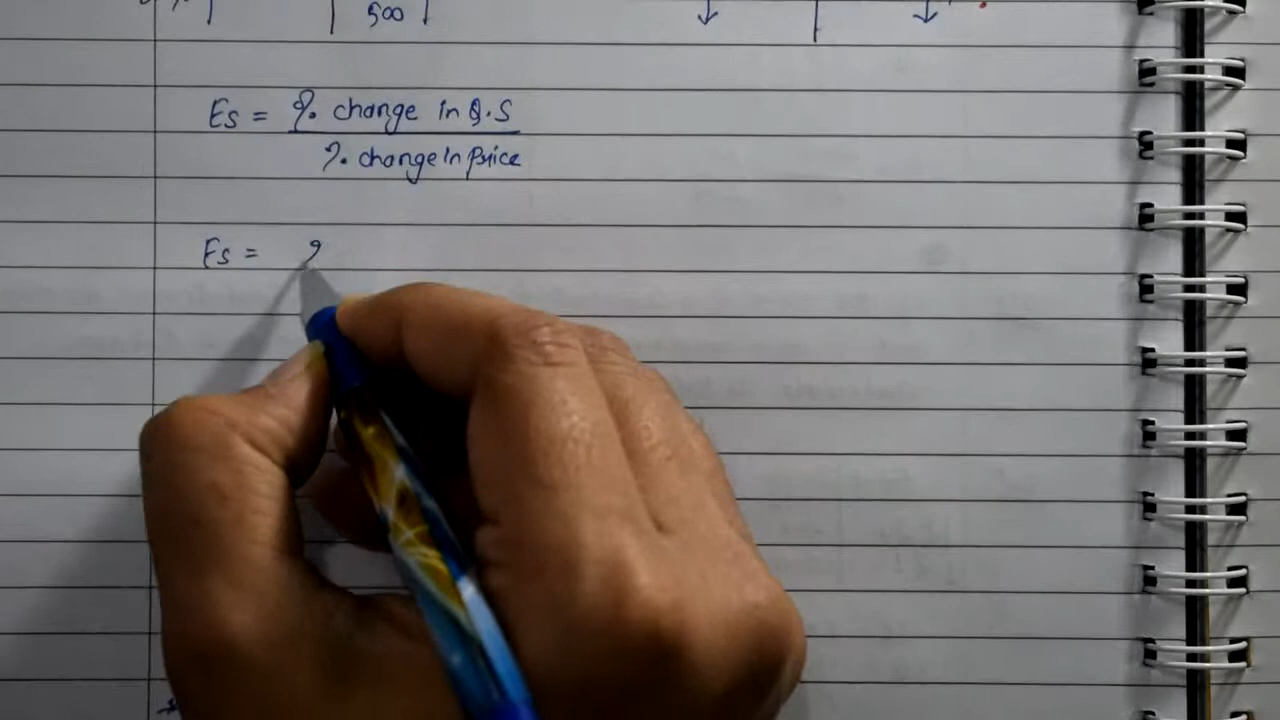 500
Es = % change in Q.S
% change in price
Es =